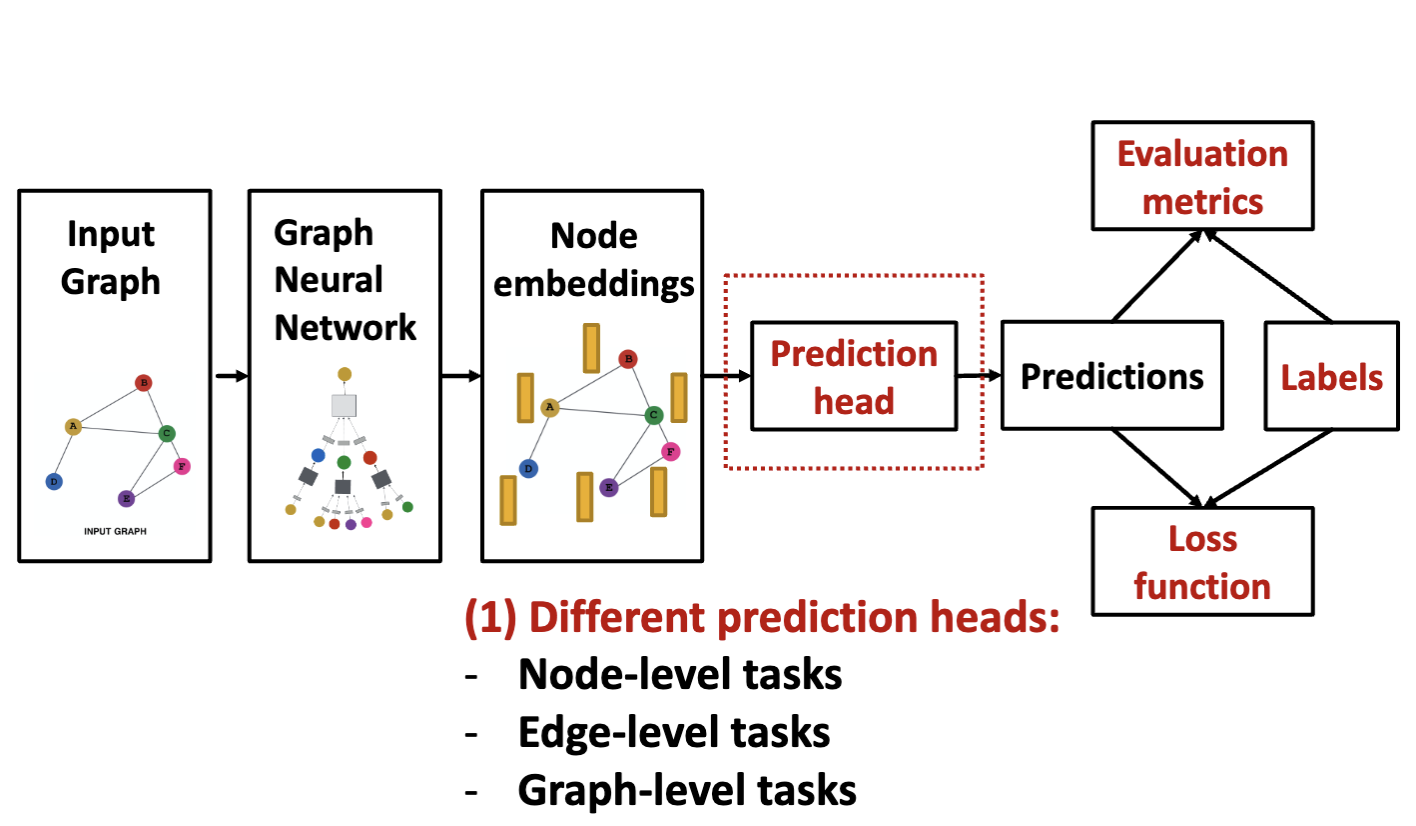 Evaluation
metrics
Input
Graph
Graph
Neural
Network
Node
embeddings
Prediction
head
Predictions
Labels
B
A
C
F
D
E
INPUT GRAPH
B
A
C
F
D
E
Loss
function
(1) Different prediction heads:
- Node-level tasks
- Edge-level tasks
- Graph-level tasks